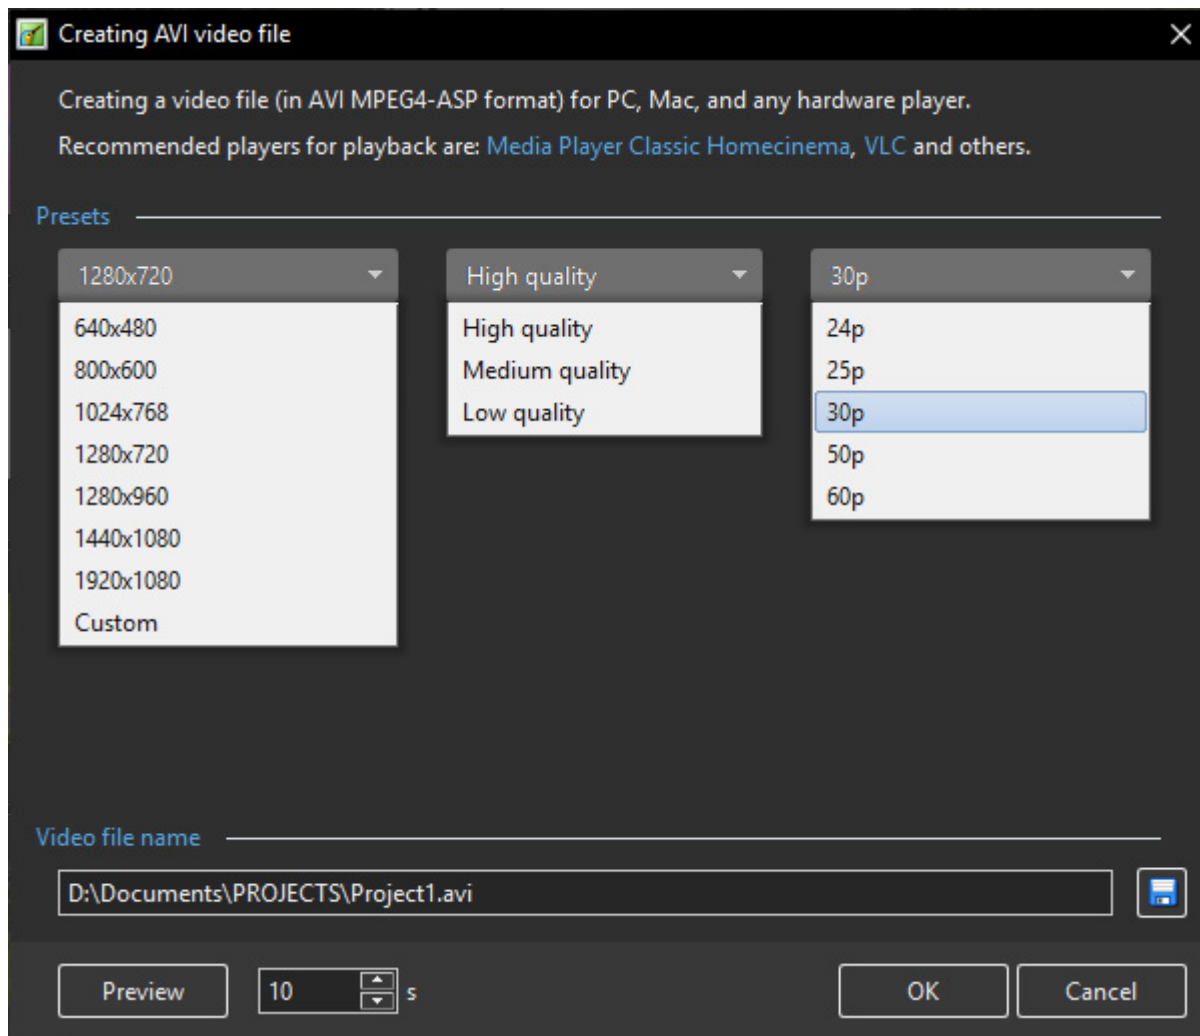 Creating AVI video file
Creating a video file (in AVI MPEG4-ASP format) for PC, Mac, and any hardware player.
Recommended players for playback are: Media Player Classic Homecinema, VLC and others.
Presets
1280x720
640x480
800x600
1024x768
1280x720
1280x960
1440x1080
1920x1080
Custom
High quality
High quality
Medium quality
Low quality
30p
24p
25p
30p
50p
60p
Video file name
D:\Documents\PROJECTS\Project1.avi
Preview 10 s OK Cancel